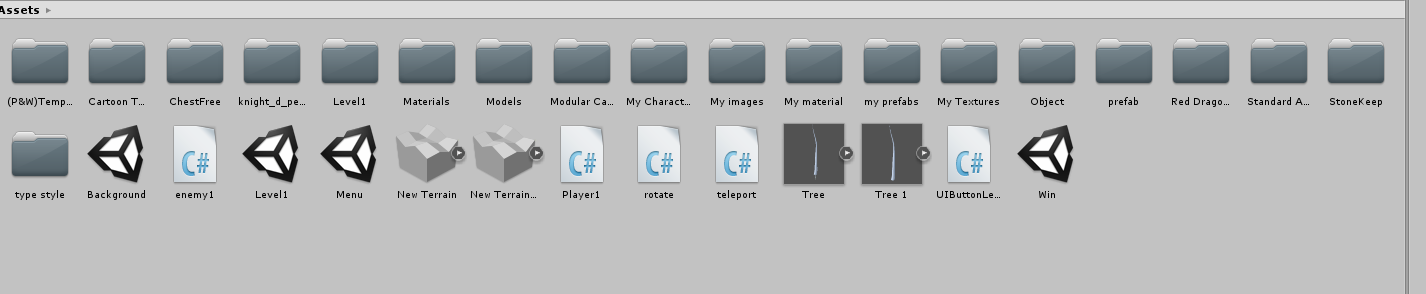 Assets
(P&W)Temp... Cartoon T... ChestFree knight_d_pe... Level1 Materials Models Modular Ca... My Charact... My images My material my prefabs My Textures Object prefab Red Drago... Standard A... StoneKeep
C# C# C# C# C#
type style Background enemy1 Level1 Menu New Terrain New Terrain... Player1 rotate teleport Tree Tree 1 UIButtonLe... Win